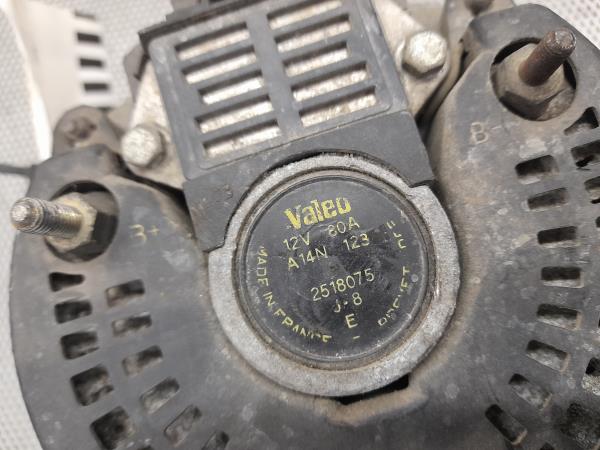 Valeo
12V 80A
A14N 123
2518075
J-8
E
MADE IN FRANCE
B+
B-